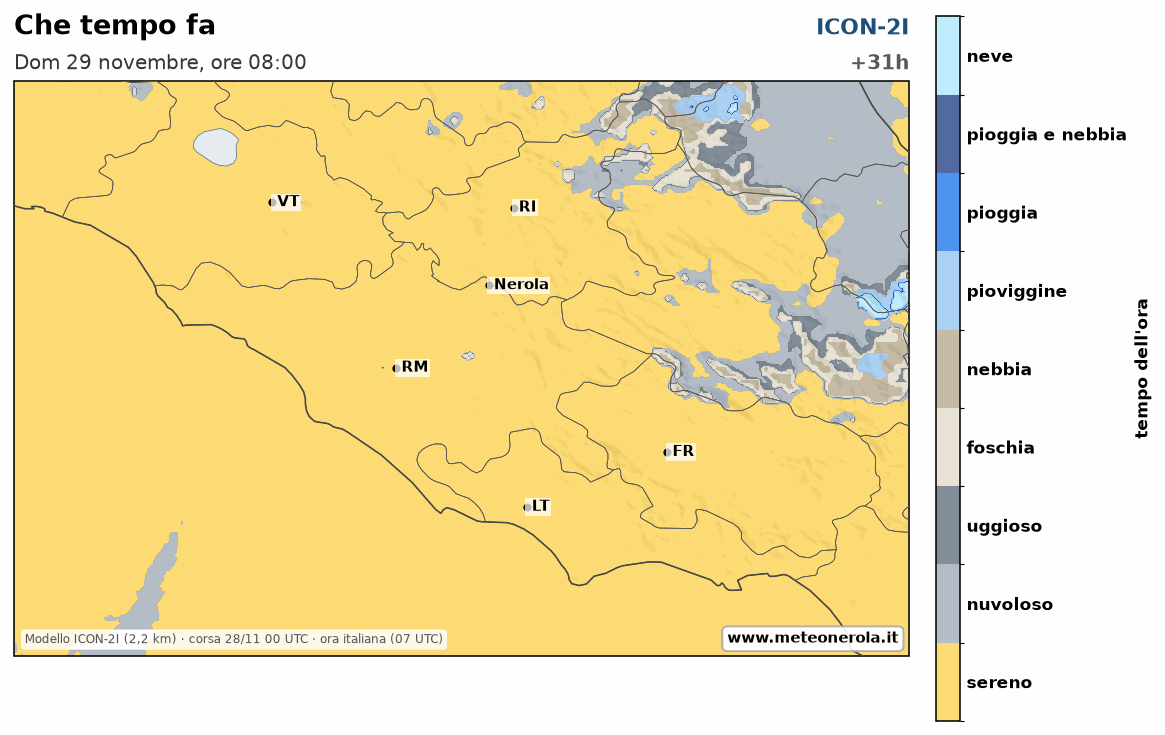 Che tempo fa
ICON-2I
Dom 29 novembre, ore 08:00
+31h
neve
pioggia e nebbia
pioggia
pioviggine
nebbia
foschia
uggioso
nuvoloso
sereno
tempo dell'ora
VT
RI
Nerola
RM
FR
LT
Modello ICON-2I (2,2 km) · corsa 28/11 00 UTC · ora italiana (07 UTC)
www.meteonerola.it